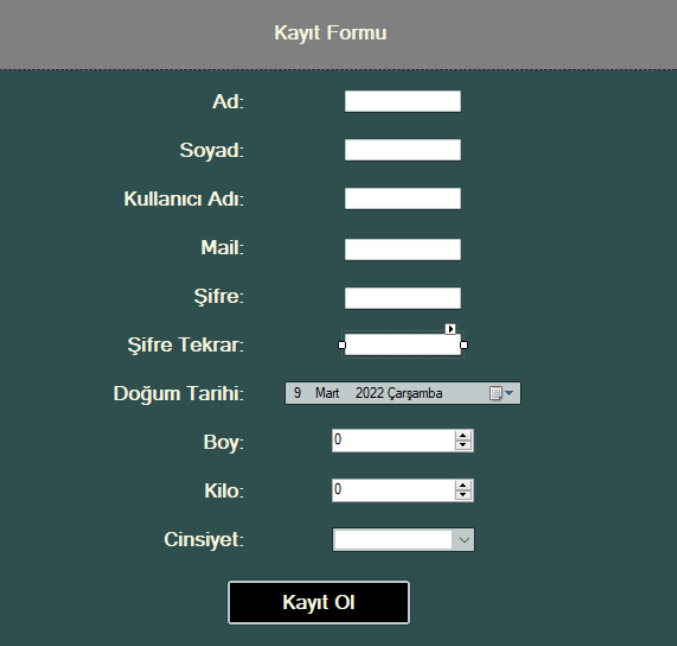 Kayıt Formu
Ad:
Soyad:
Kullanıcı Adı:
Mail:
Şifre:
Şifre Tekrar:
Doğum Tarihi: 9 Mart 2022 Çarşamba
Boy: 0
Kilo: 0
Cinsiyet:
Kayıt Ol